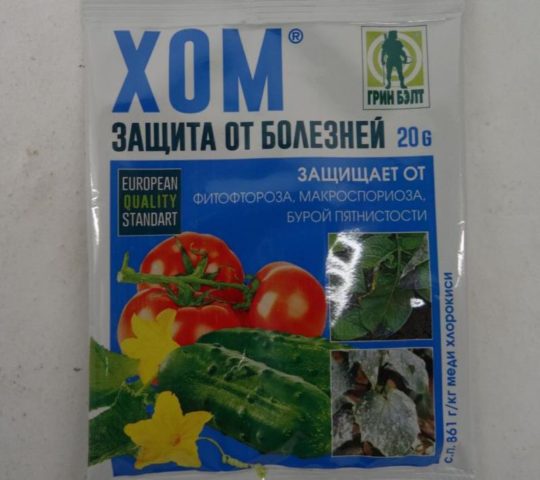 ХОМ®
ГРИН БЭЛТ
ЗАЩИТА ОТ БОЛЕЗНЕЙ 20 G
EUROPEAN
QUALITY
STANDART
ЗАЩИЩАЕТ ОТ
ФИТОФТОРОЗА, МАКРОСПОРИОЗА,
БУРОЙ ПЯТНИСТОСТИ
С.П. 861 г/кг МЕДИ ХЛОРОКИСИ